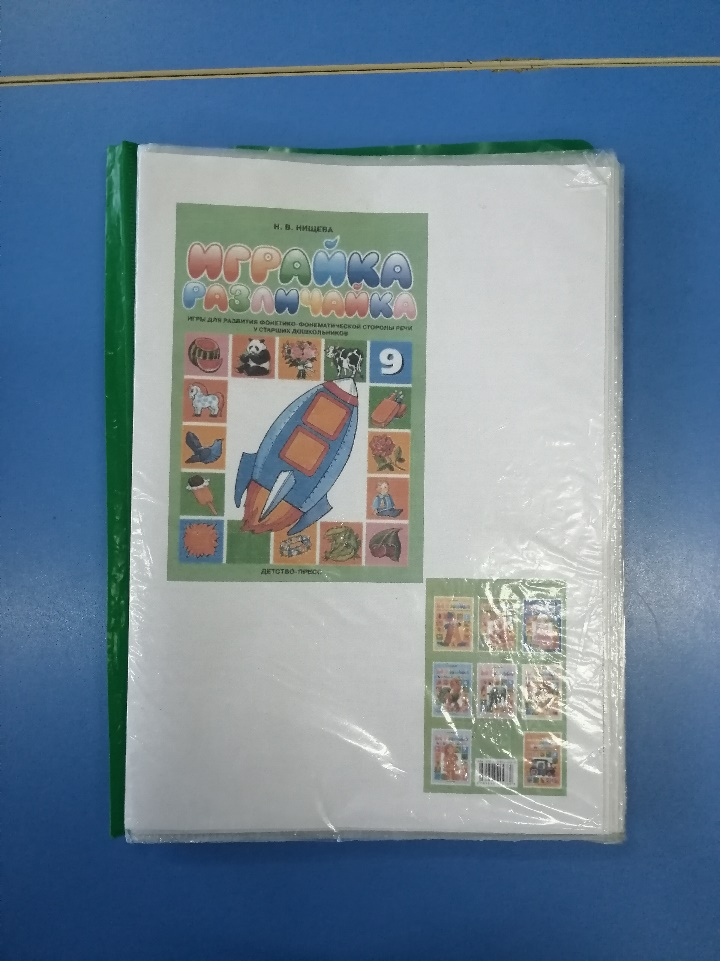 Н. В. НИЩЕВА
ИГРАЙКА
РАЗЛИЧАЙКА
ИГРЫ ДЛЯ РАЗВИТИЯ ФОНЕТИКО-ФОНЕМАТИЧЕСКОЙ СТОРОНЫ РЕЧИ
У СТАРШИХ ДОШКОЛЬНИКОВ
9
ДЕТСТВО-ПРЕСС